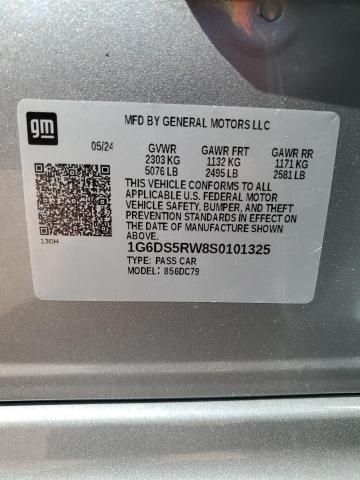 gm
MFD BY GENERAL MOTORS LLC
05/24 GVWR GAWR FRT GAWR RR
2303 KG 1132 KG 1171 KG
5076 LB 2495 LB 2581 LB
THIS VEHICLE CONFORMS TO ALL
APPLICABLE U.S. FEDERAL MOTOR
VEHICLE SAFETY, BUMPER, AND THEFT
PREVENTION STANDARDS IN EFFECT ON
THE DATE OF MANUFACTURE SHOWN
ABOVE.
130H
1G6DS5RW8S0101325
TYPE: PASS CAR
MODEL: 856DC79